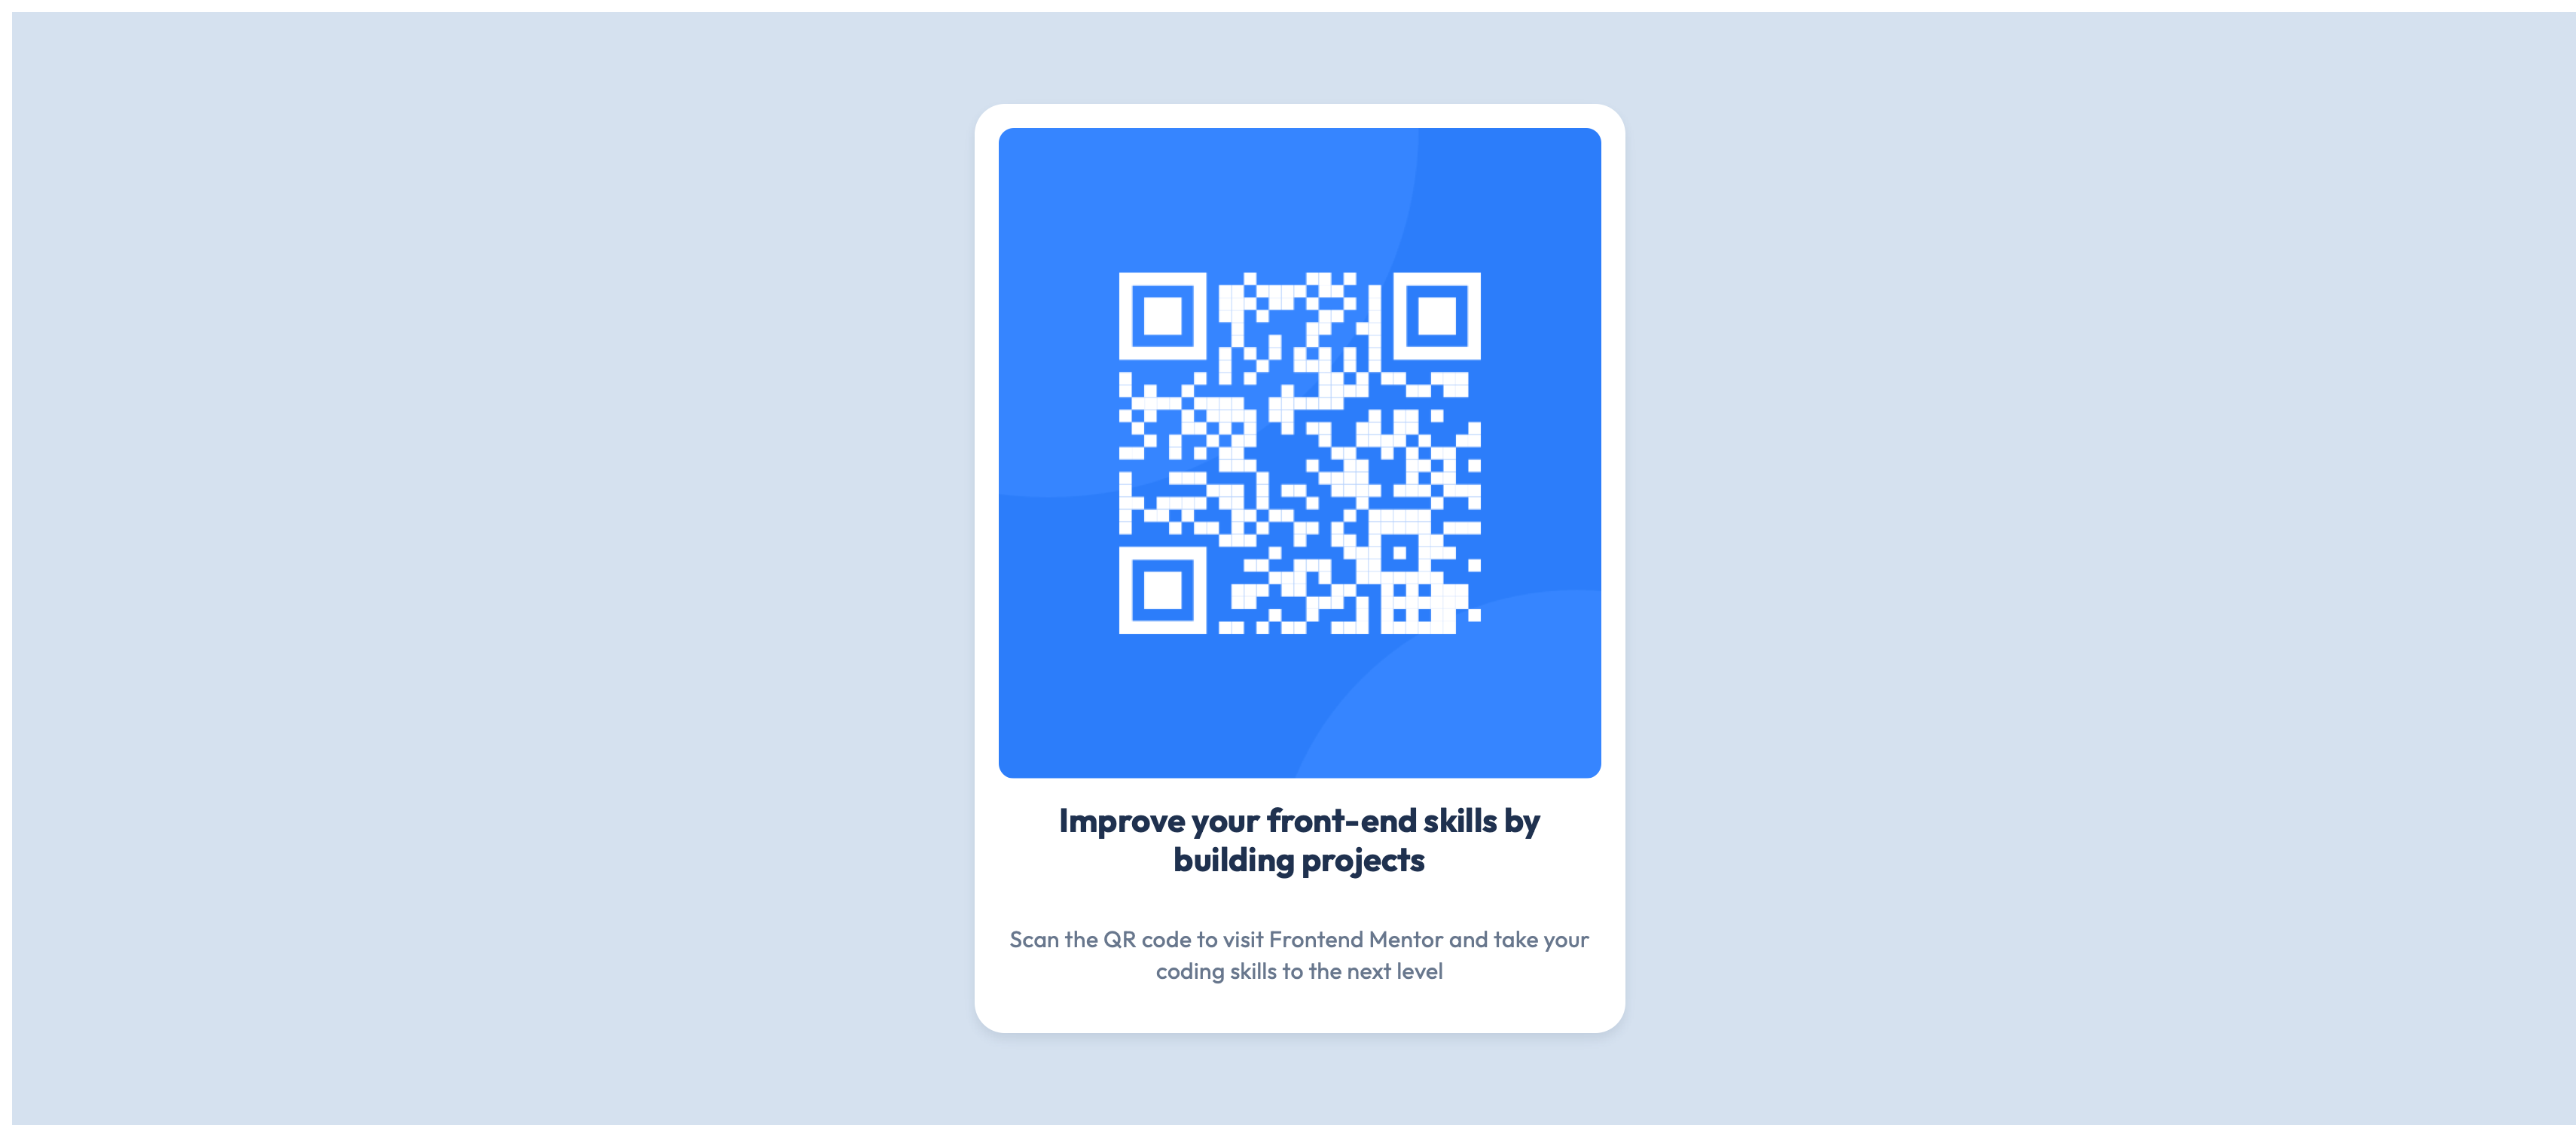 Improve your front-end skills by
building projects
Scan the QR code to visit Frontend Mentor and take your
coding skills to the next level